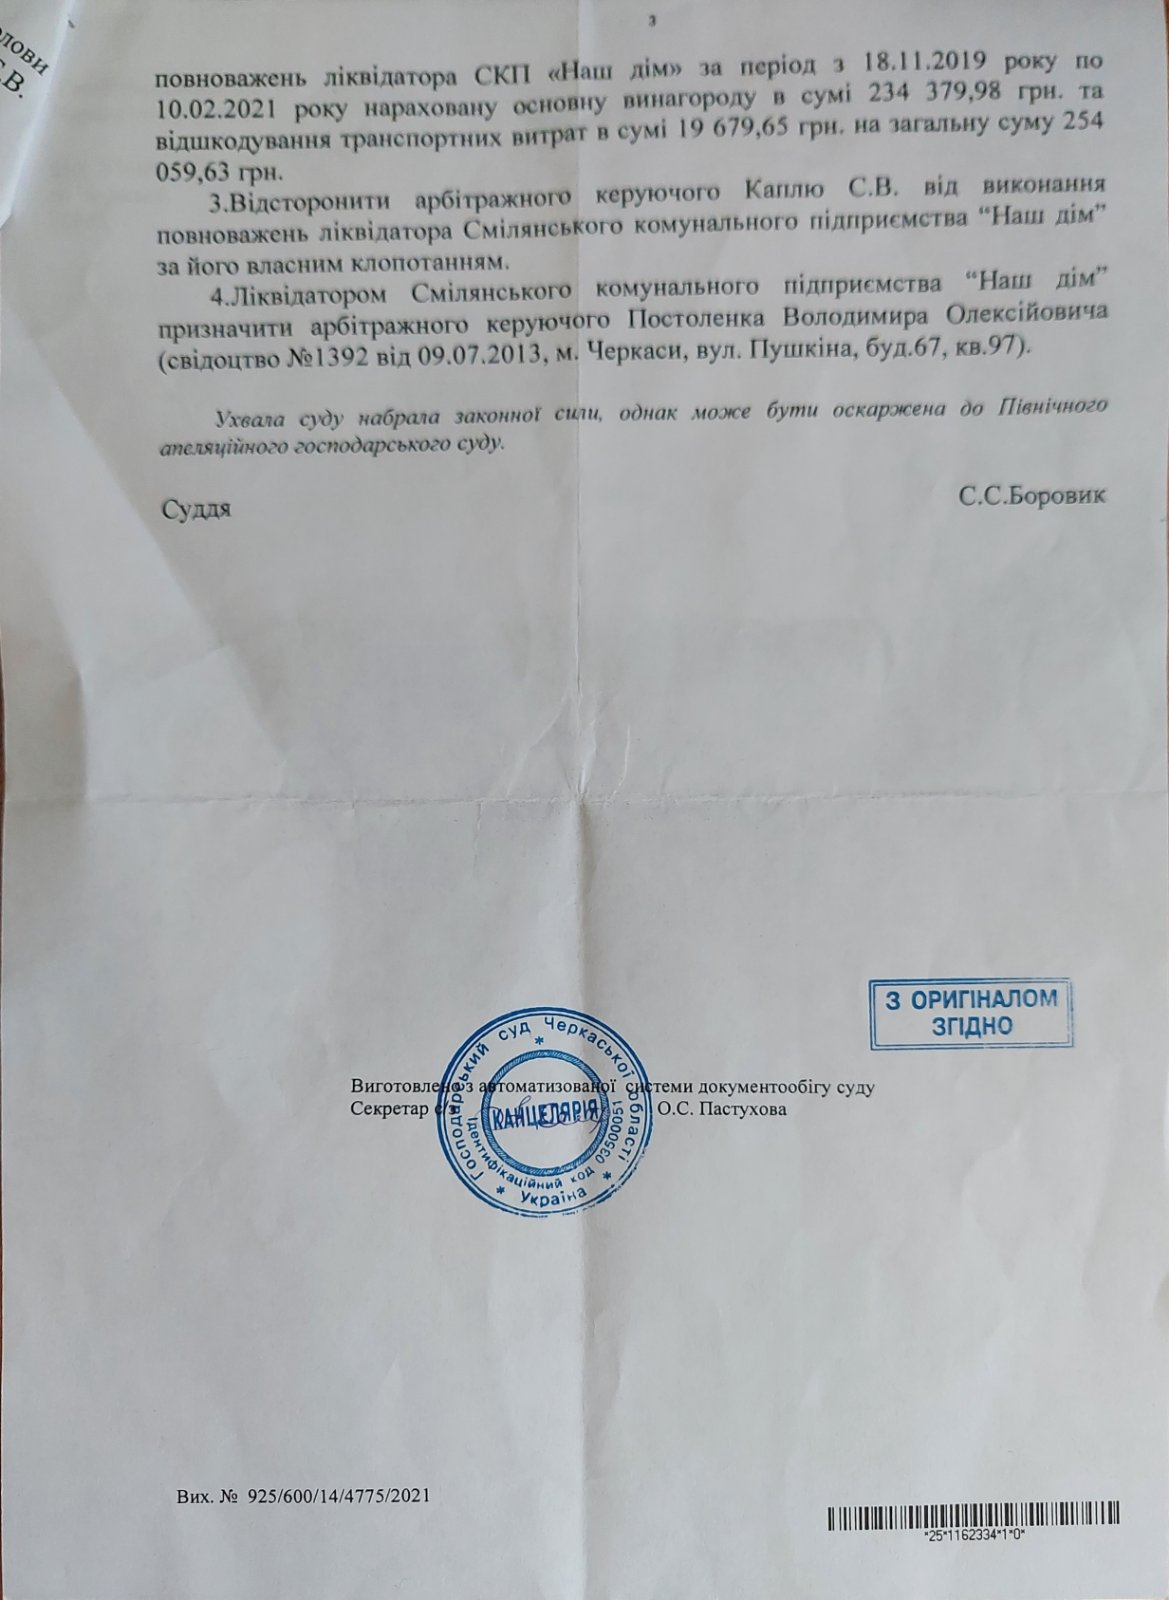 лови
.В.
3
повноважень ліквідатора СКП «Наш дім» за період з 18.11.2019 року по
10.02.2021 року нараховану основну винагороду в сумі 234 379,98 грн. та
відшкодування транспортних витрат в сумі 19 679,65 грн. на загальну суму 254
059,63 грн.
3.Відсторонити арбітражного керуючого Каплю С.В. від виконання
повноважень ліквідатора Смілянського комунального підприємства “Наш дім”
за його власним клопотанням.
4.Ліквідатором Смілянського комунального підприємства “Наш дім”
призначити арбітражного керуючого Постоленка Володимира Олексійовича
(свідоцтво №1392 від 09.07.2013, м. Черкаси, вул. Пушкіна, буд.67, кв.97).
Ухвала суду набрала законної сили, однак може бути оскаржена до Північного
апеляційного господарського суду.
Суддя С.С.Боровик
З ОРИГІНАЛОМ
ЗГІДНО
Господарський суд Черкаської області
* Україна *
Ідентифікаційний код 03500051
КАНЦЕЛЯРІЯ
Виготовлено з автоматизованої системи документообігу суду
Секретар О.С. Пастухова
Вих. № 925/600/14/4775/2021
*25*1162334*1*0*